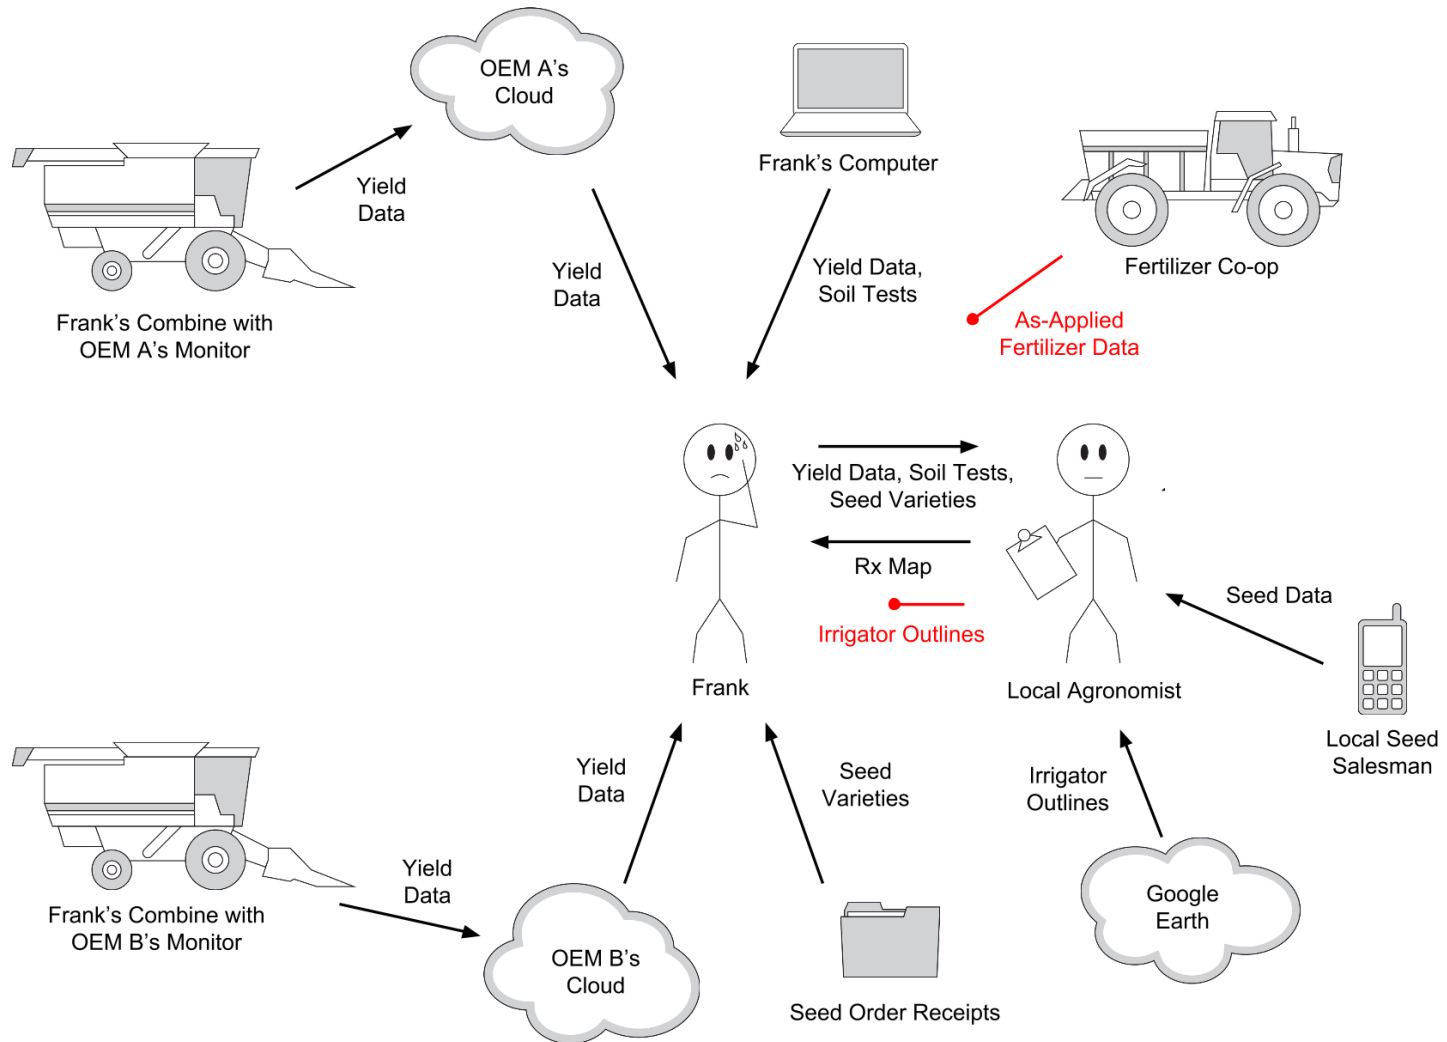 OEM A's
Cloud
Yield
Data
Frank's Computer
Yield
Data
Yield Data,
Soil Tests
Fertilizer Co-op
Frank's Combine with
OEM A's Monitor
As-Applied
Fertilizer Data
Yield Data, Soil Tests,
Seed Varieties
Rx Map
Irrigator Outlines
Seed Data
Frank
Local Agronomist
Local Seed
Salesman
Yield
Data
Seed
Varieties
Irrigator
Outlines
Yield
Data
Frank's Combine with
OEM B's Monitor
OEM B's
Cloud
Google
Earth
Seed Order Receipts